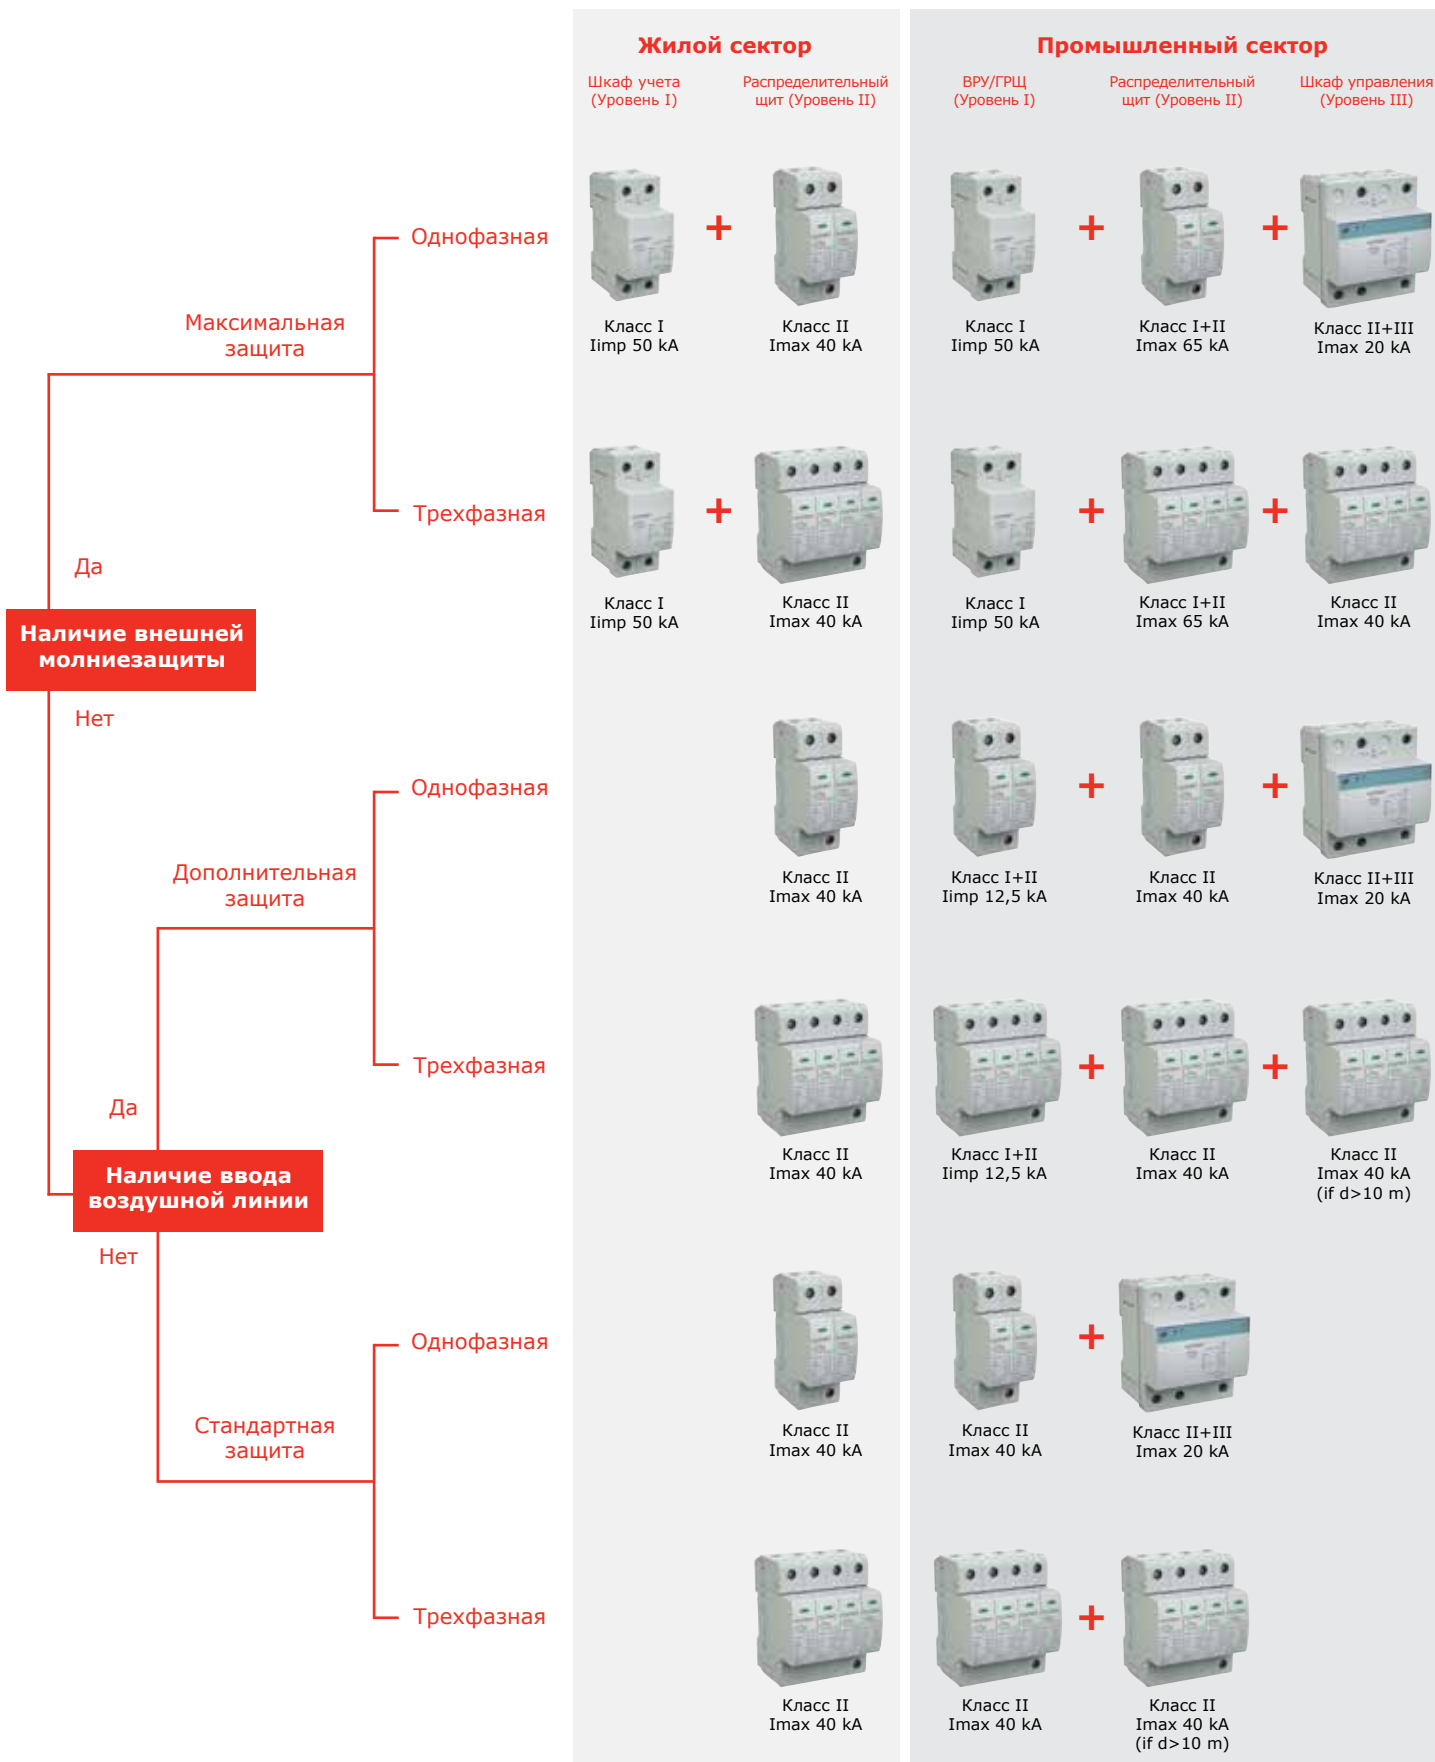 Жилой сектор
Промышленный сектор
Шкаф учета
(Уровень I)
Распределительный
щит (Уровень II)
ВРУ/ГРЩ
(Уровень I)
Распределительный
щит (Уровень II)
Шкаф управления
(Уровень III)
Однофазная
Максимальная
защита
Класс I
Iimp 50 kA
Класс II
Imax 40 kA
Класс I
Iimp 50 kA
Класс I+II
Imax 65 kA
Класс II+III
Imax 20 kA
Трехфазная
Класс I
Iimp 50 kA
Класс II
Imax 40 kA
Класс I
Iimp 50 kA
Класс I+II
Imax 65 kA
Класс II
Imax 40 kA
Да
Наличие внешней
молниезащиты
Нет
Однофазная
Дополнительная
защита
Класс II
Imax 40 kA
Класс I+II
Iimp 12,5 kA
Класс II
Imax 40 kA
Класс II+III
Imax 20 kA
Трехфазная
Да
Класс II
Imax 40 kA
Класс I+II
Iimp 12,5 kA
Класс II
Imax 40 kA
Класс II
Imax 40 kA
(if d>10 m)
Наличие ввода
воздушной линии
Нет
Однофазная
Стандартная
защита
Класс II
Imax 40 kA
Класс II
Imax 40 kA
Класс II+III
Imax 20 kA
Трехфазная
Класс II
Imax 40 kA
Класс II
Imax 40 kA
Класс II
Imax 40 kA
(if d>10 m)